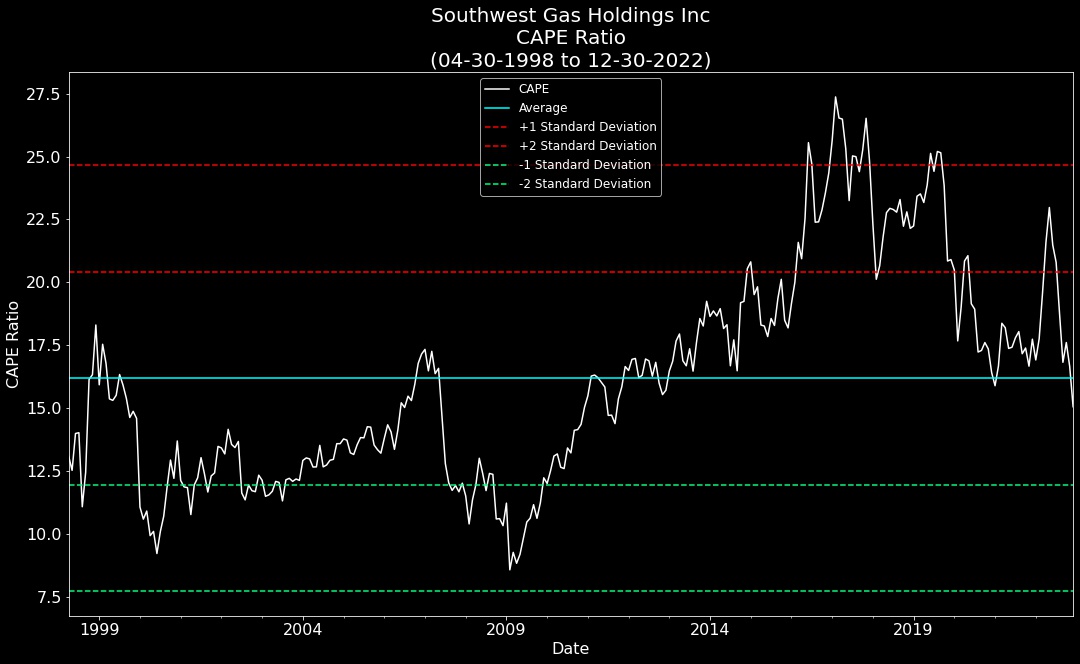 Southwest Gas Holdings Inc
CAPE Ratio
(04-30-1998 to 12-30-2022)
CAPE
Average
+1 Standard Deviation
+2 Standard Deviation
-1 Standard Deviation
-2 Standard Deviation
CAPE Ratio
27.5
25.0
22.5
20.0
17.5
15.0
12.5
10.0
7.5
1999
2004
2009
2014
2019
Date